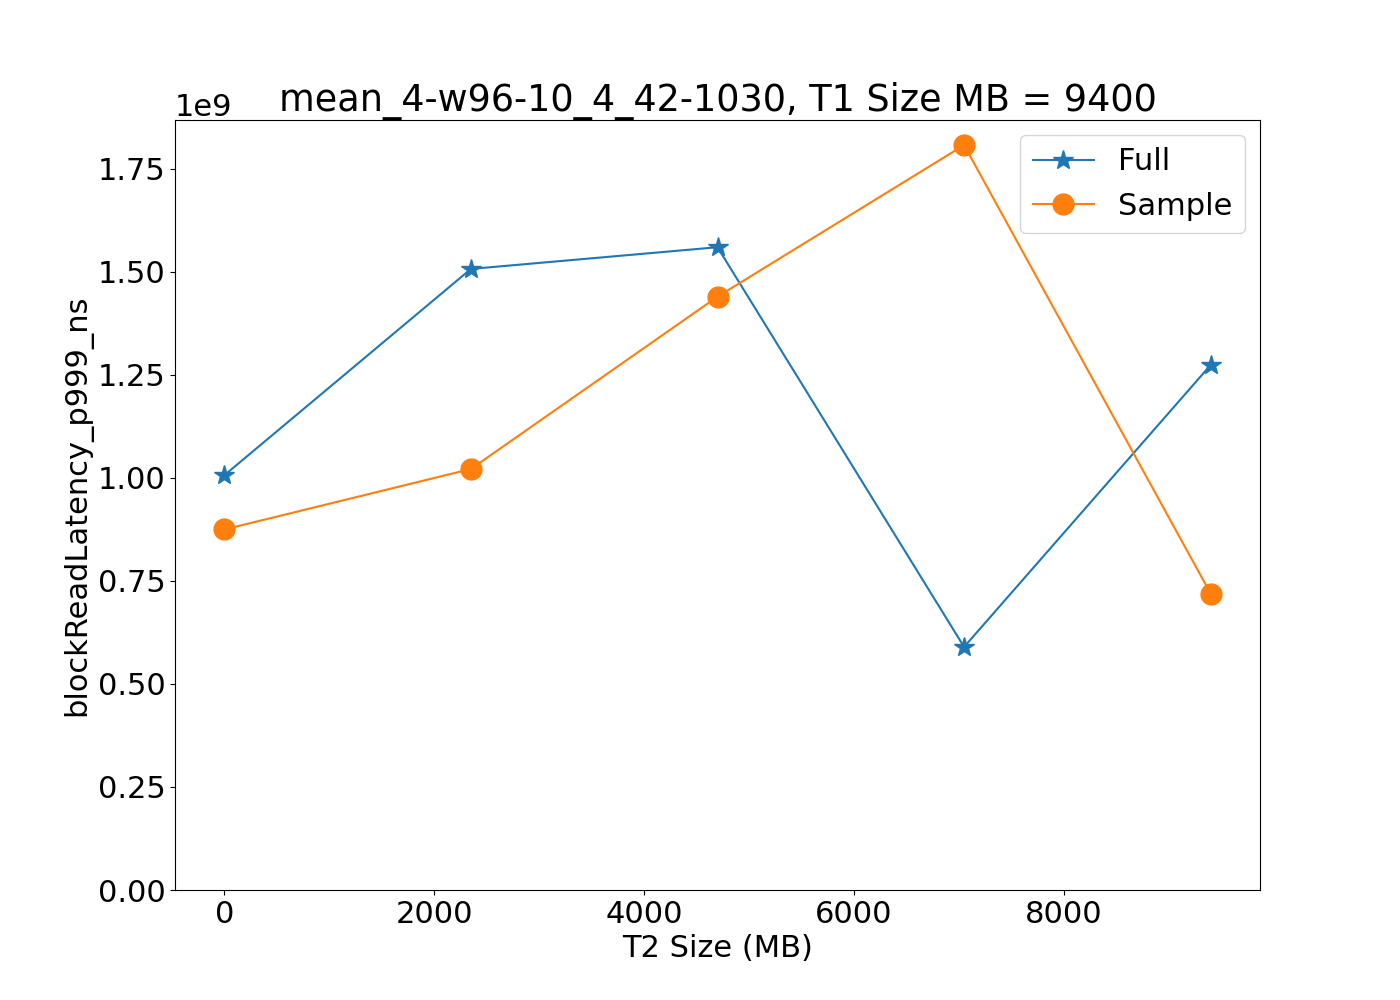 mean_4-w96-10_4_42-1030, T1 Size MB = 9400
1e9
Full
Sample
1.75
1.50
1.25
1.00
0.75
0.50
0.25
0.00
blockReadLatency_p999_ns
0 2000 4000 6000 8000
T2 Size (MB)